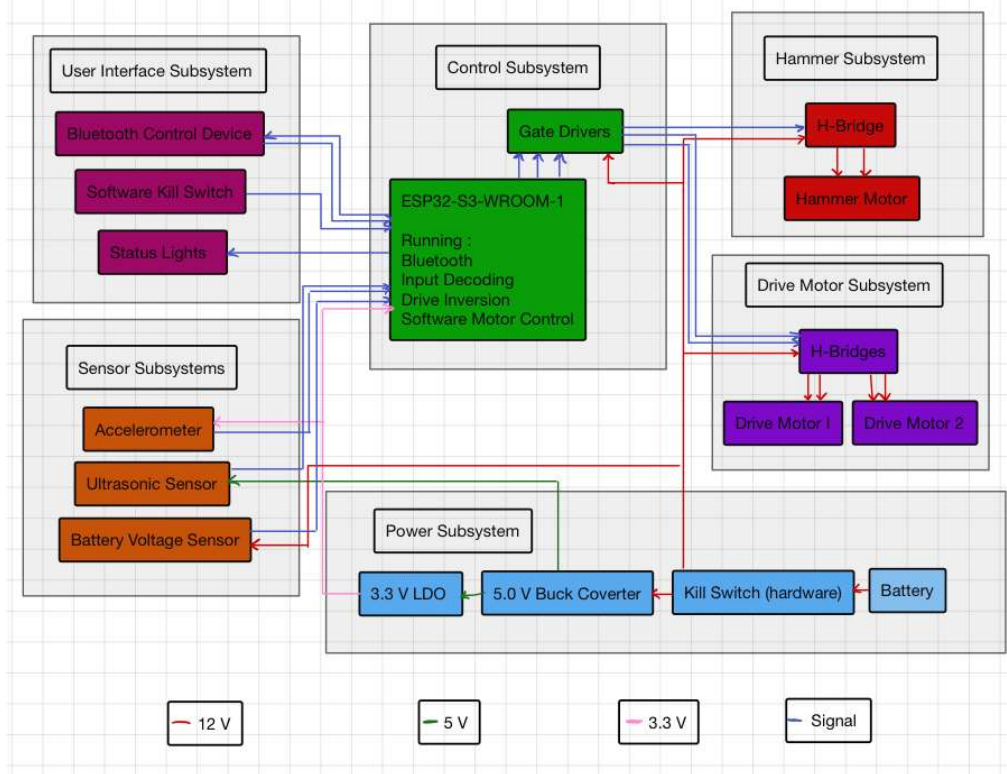 User Interface Subsystem
Bluetooth Control Device
Software Kill Switch
Status Lights
Control Subsystem
Gate Drivers
ESP32-S3-WROOM-1
Running :
Bluetooth
Input Decoding
Drive Inversion
Software Motor Control
Hammer Subsystem
H-Bridge
Hammer Motor
Drive Motor Subsystem
H-Bridges
Drive Motor 1
Drive Motor 2
Sensor Subsystems
Accelerometer
Ultrasonic Sensor
Battery Voltage Sensor
Power Subsystem
3.3 V LDO
5.0 V Buck Coverter
Kill Switch (hardware)
Battery
12 V
5 V
3.3 V
Signal